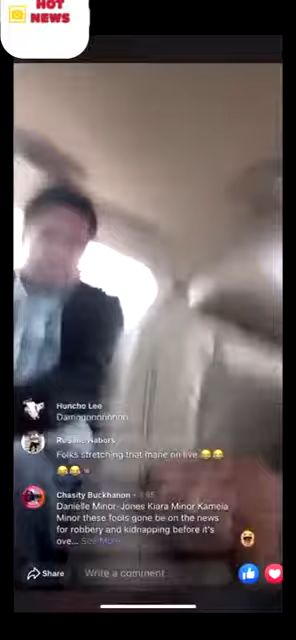 HOT
NEWS
Huncho Lee
Folks stretching that mane on live 😂😂
😂😂
Chasity Buckhanon
Danielle Minor-Jones Kiara Minor Kameia
Minor these fools gone be on the news
for robbery and kidnapping before it's
ove... See More
Share
Write a comment...